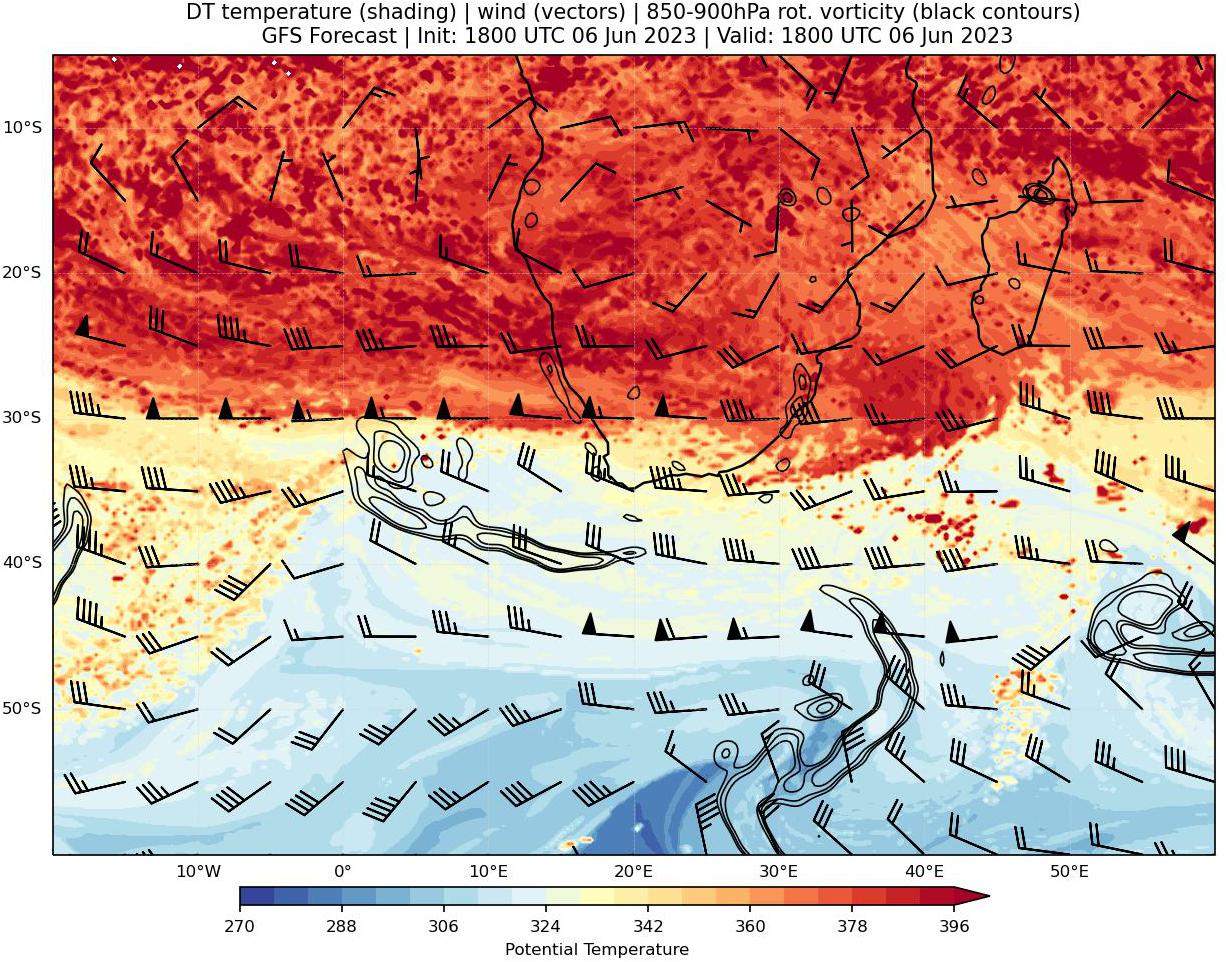 DT temperature (shading) | wind (vectors) | 850-900hPa rot. vorticity (black contours)
GFS Forecast | Init: 1800 UTC 06 Jun 2023 | Valid: 1800 UTC 06 Jun 2023
10°S
20°S
30°S
40°S
50°S
10°W 0° 10°E 20°E 30°E 40°E 50°E
270 288 306 324 342 360 378 396
Potential Temperature